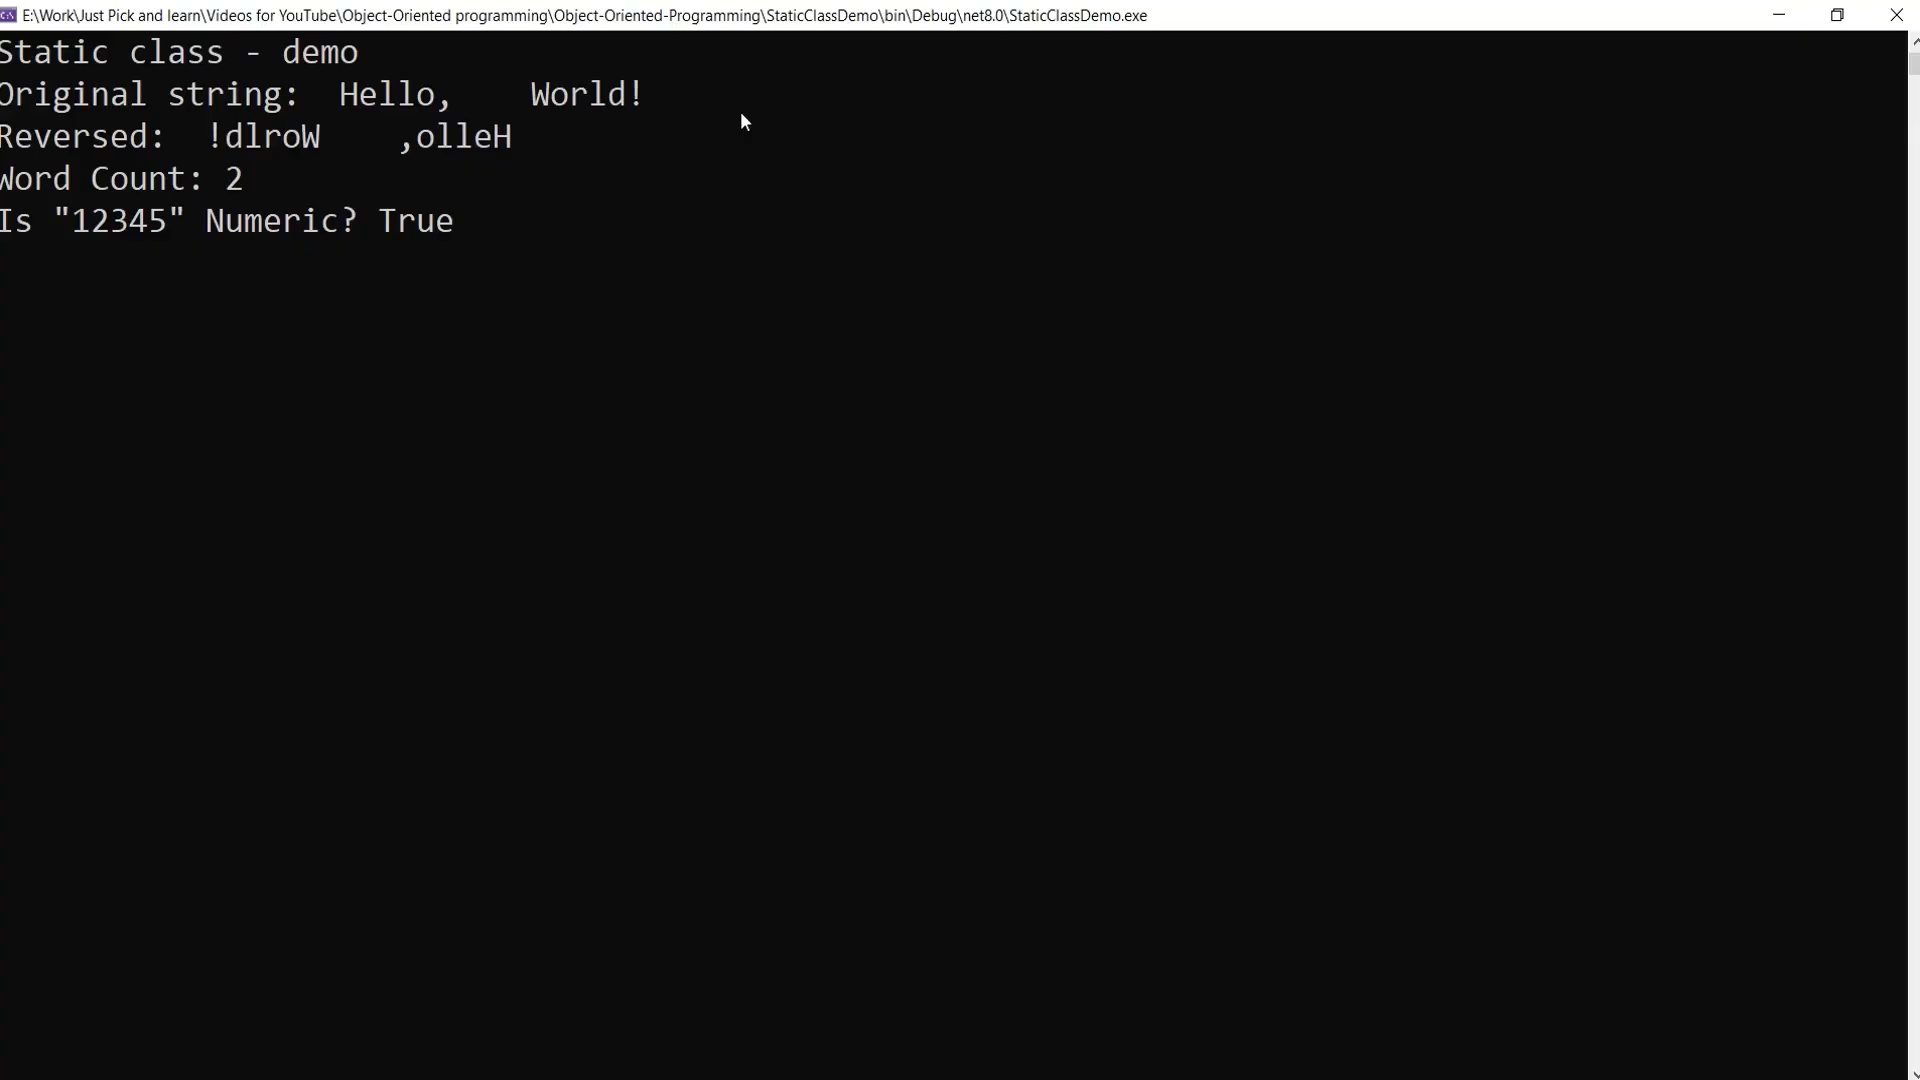 E:\Work\Just Pick and learn\Videos for YouTube\Object-Oriented programming\Object-Oriented-Programming\StaticClassDemo\bin\Debug\net8.0\StaticClassDemo.exe
Static class - demo
Original string:  Hello,    World!
Reversed:  !dlroW    ,olleH
Word Count: 2
Is "12345" Numeric? True